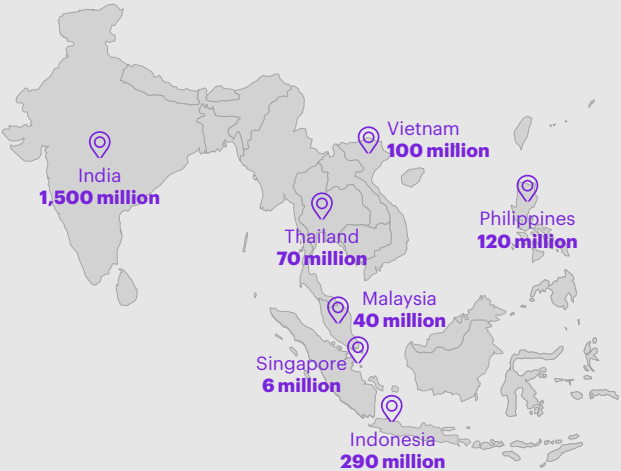 India
1,500 million
Vietnam
100 million
Thailand
70 million
Philippines
120 million
Malaysia
40 million
Singapore
6 million
Indonesia
290 million